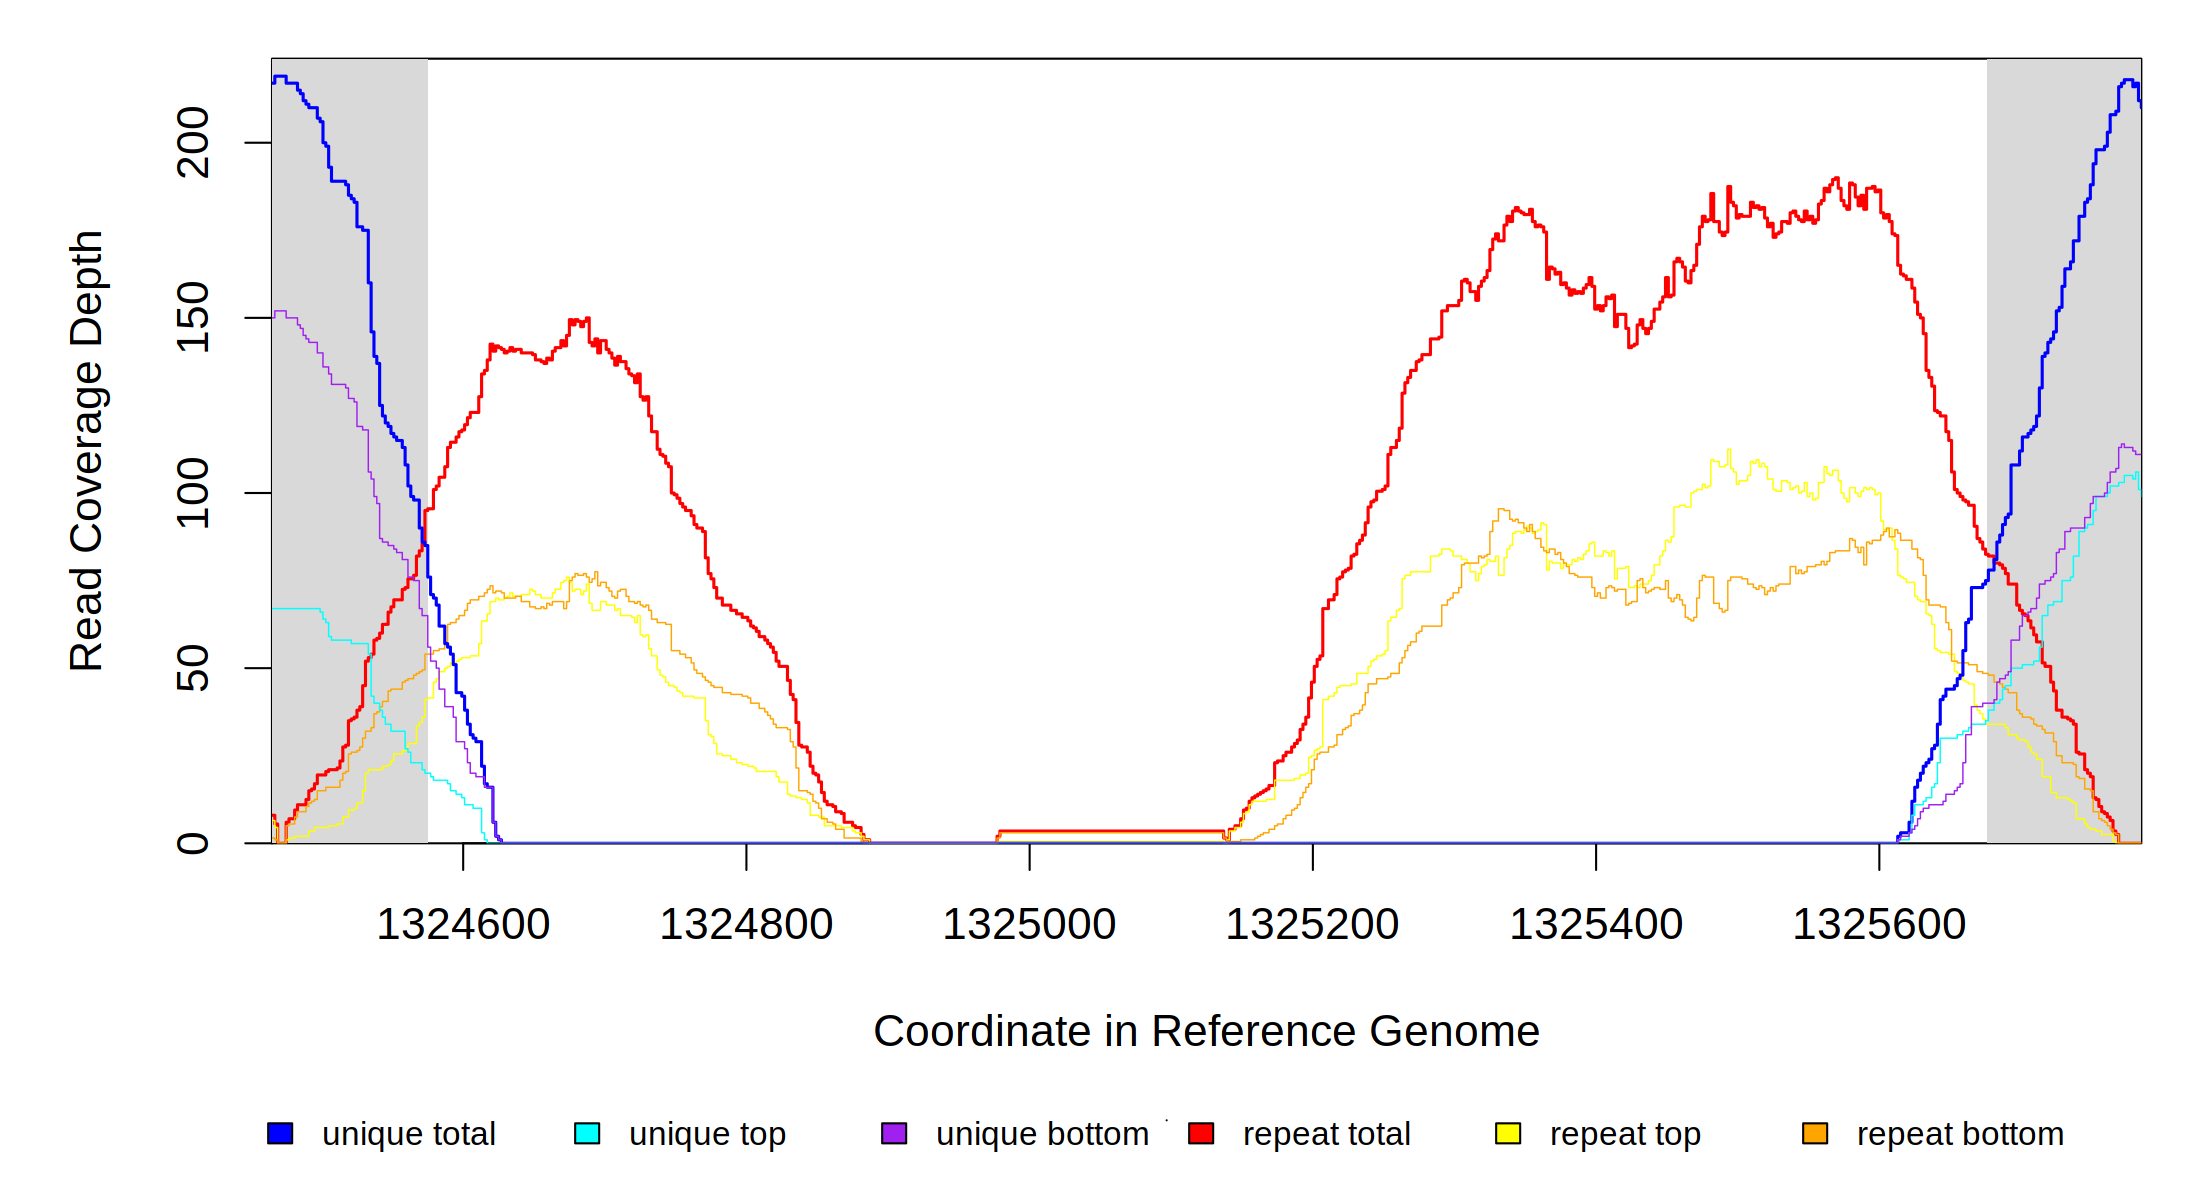 Read Coverage Depth
200
150
100
50
0
1324600 1324800 1325000 1325200 1325400 1325600
Coordinate in Reference Genome
unique total unique top unique bottom repeat total repeat top repeat bottom